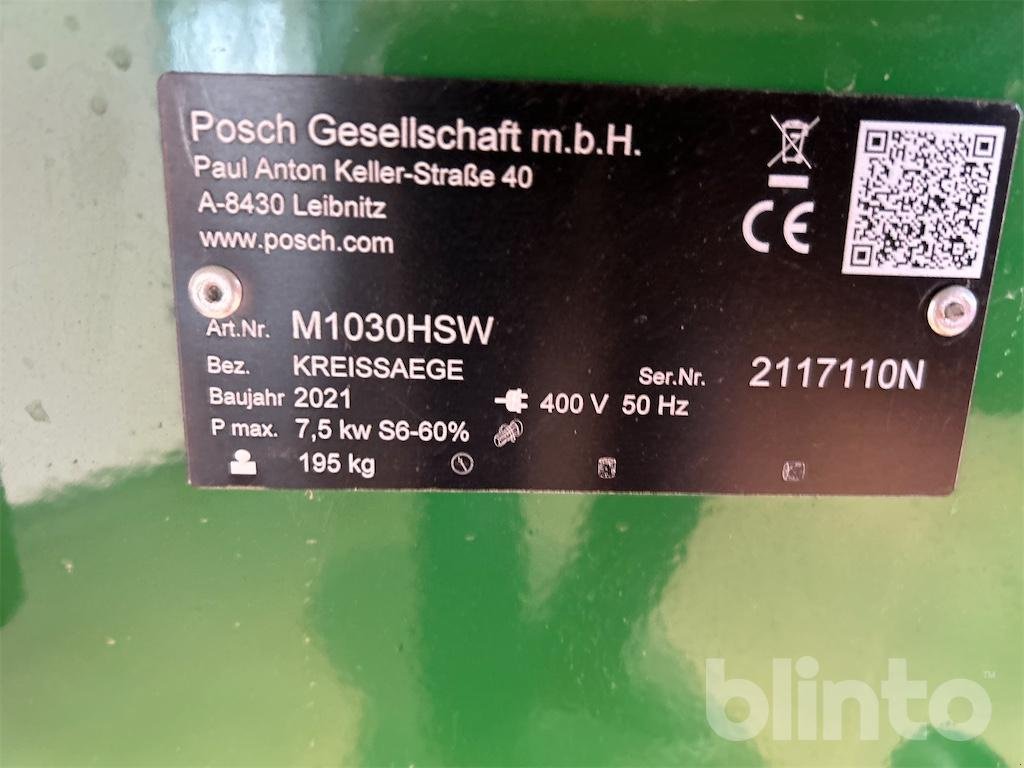 Posch Gesellschaft m.b.H.
Paul Anton Keller-Straße 40
A-8430 Leibnitz
www.posch.com
CE
Art.Nr. M1030HSW
Bez. KREISSAEGE
Ser.Nr. 2117110N
Baujahr 2021
400 V 50 Hz
P max. 7,5 kw S6-60%
195 kg
blinto™